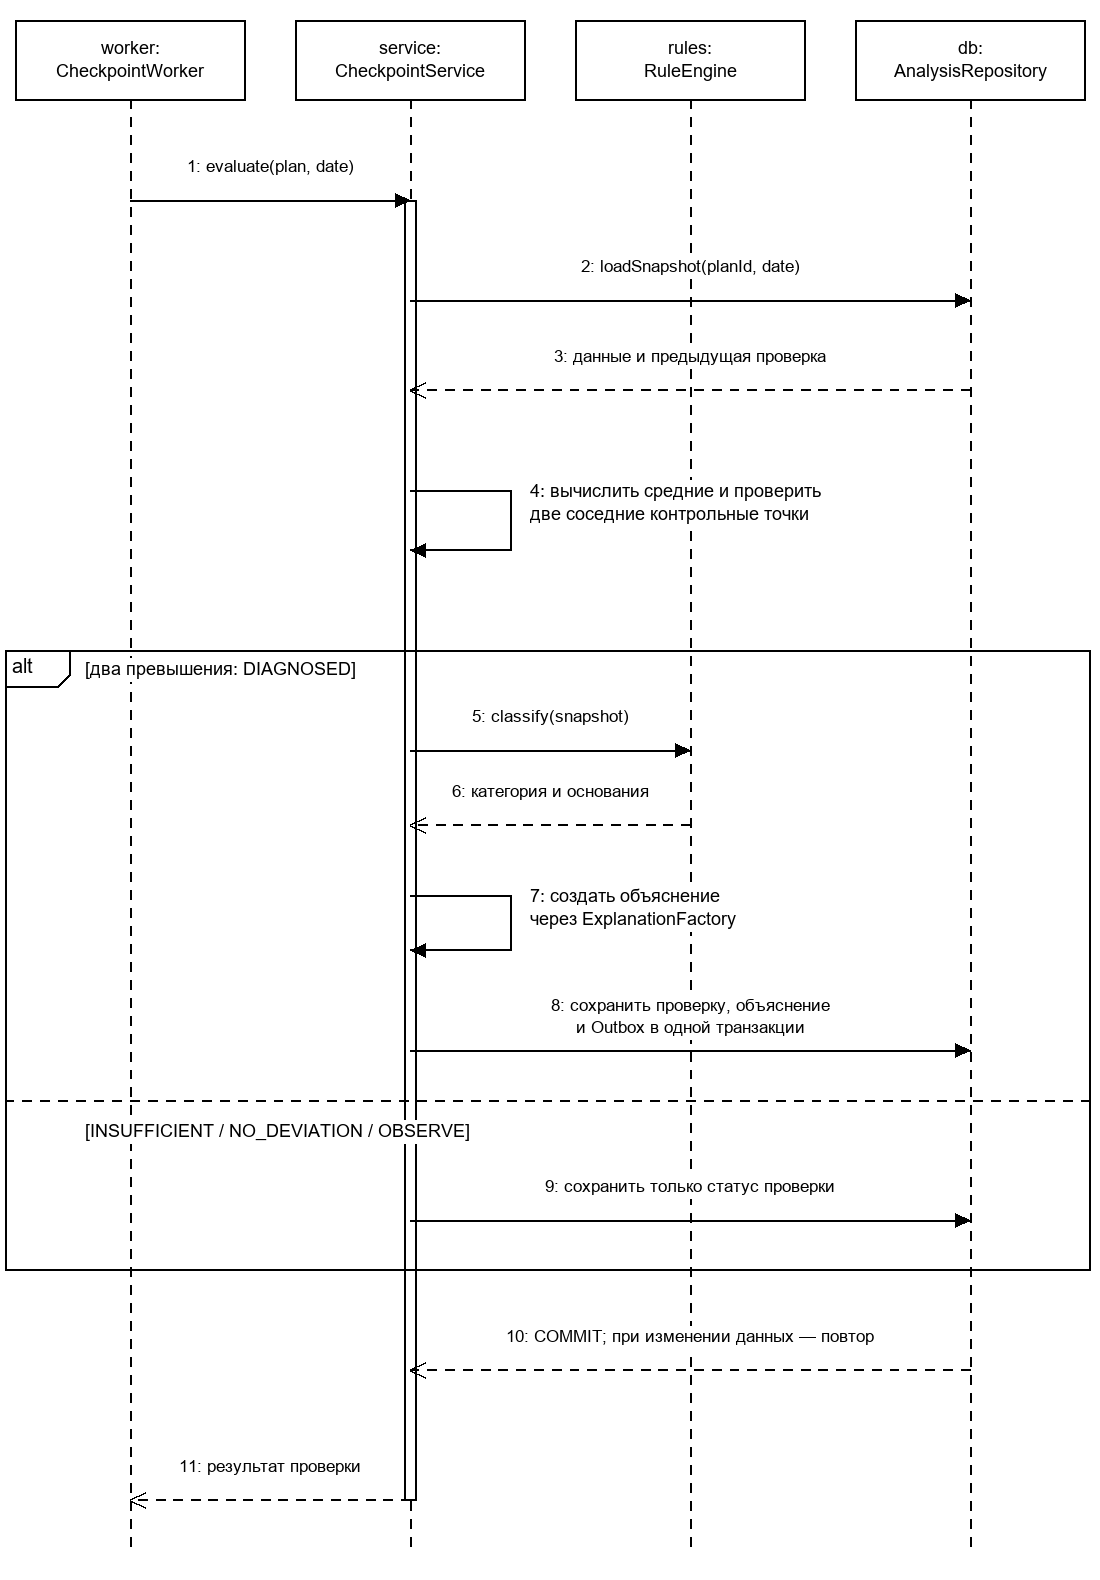 worker:
CheckpointWorker
service:
CheckpointService
rules:
RuleEngine
db:
AnalysisRepository
1: evaluate(plan, date)
2: loadSnapshot(planId, date)
3: данные и предыдущая проверка
4: вычислить средние и проверить
две соседние контрольные точки
alt
[два превышения: DIAGNOSED]
5: classify(snapshot)
6: категория и основания
7: создать объяснение
через ExplanationFactory
8: сохранить проверку, объяснение
и Outbox в одной транзакции
[INSUFFICIENT / NO_DEVIATION / OBSERVE]
9: сохранить только статус проверки
10: COMMIT; при изменении данных — повтор
11: результат проверки